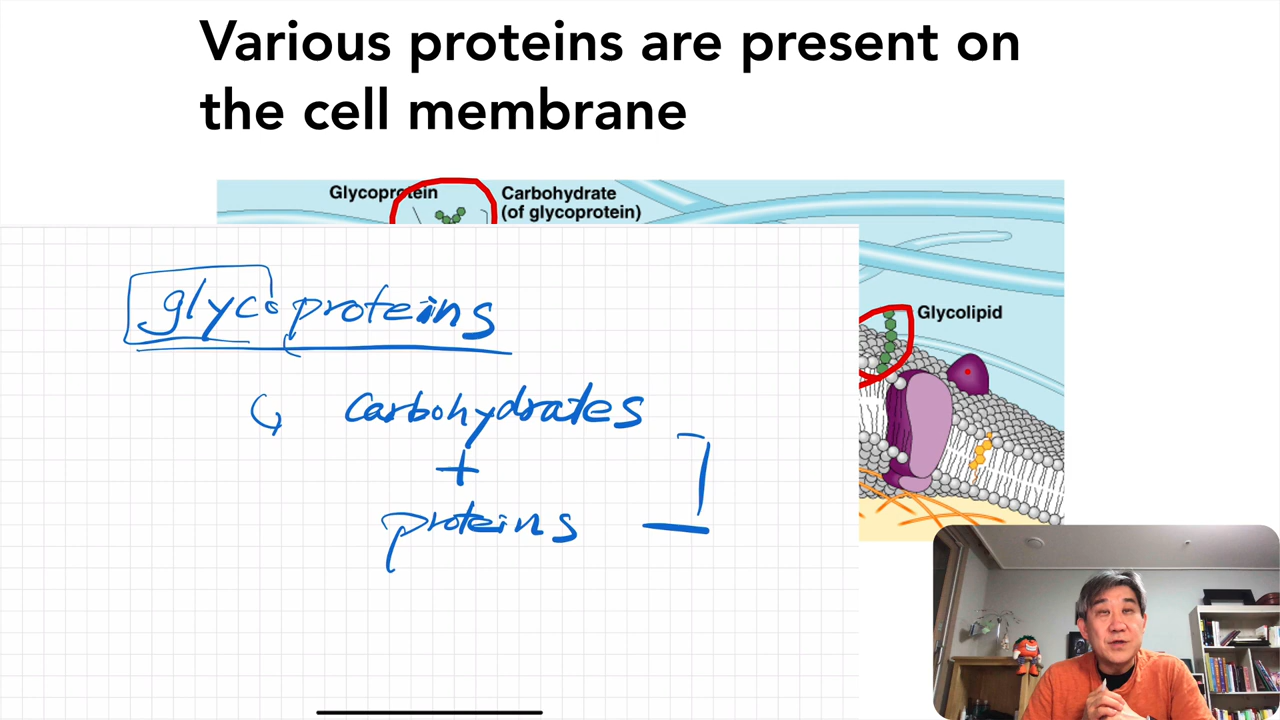 Various proteins are present on
the cell membrane
Glycoprotein
Carbohydrate
(of glycoprotein)
Glycolipid
glycoproteins
carbohydrates
+
proteins